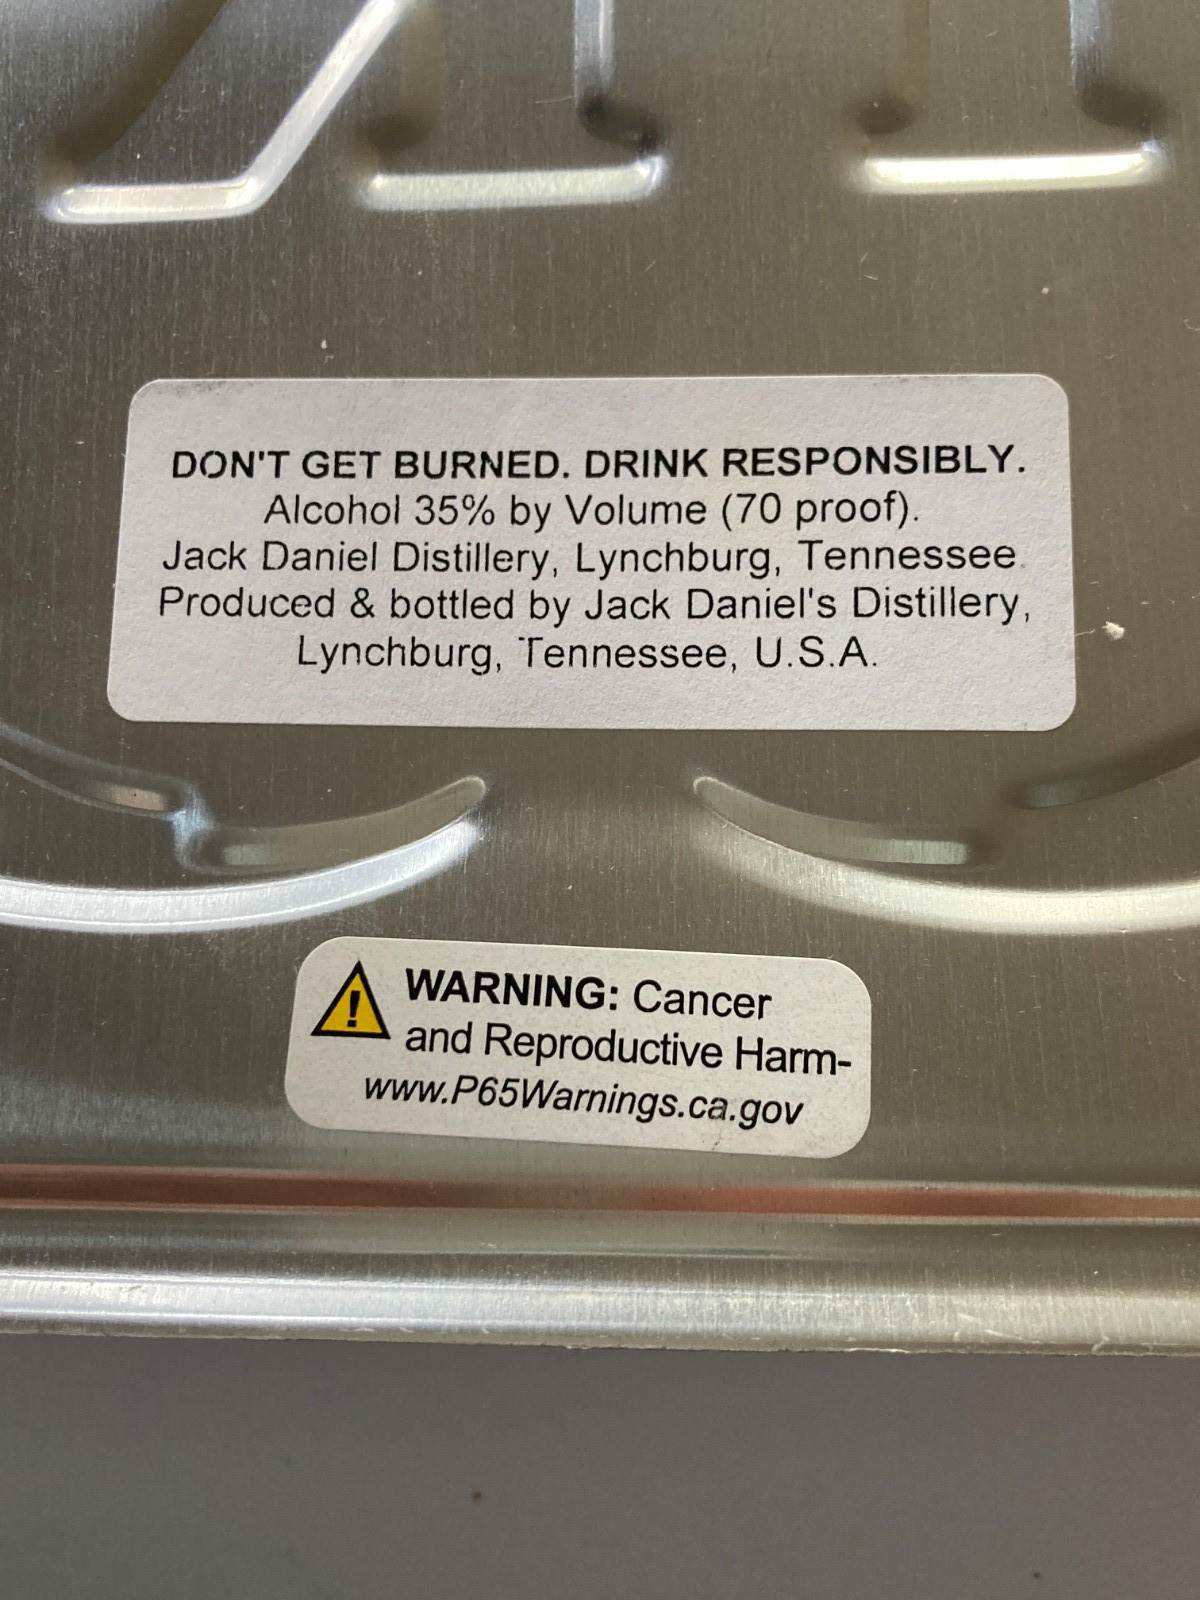 DON'T GET BURNED. DRINK RESPONSIBLY.
Alcohol 35% by Volume (70 proof).
Jack Daniel Distillery, Lynchburg, Tennessee.
Produced & bottled by Jack Daniel's Distillery,
Lynchburg, Tennessee, U.S.A.
WARNING: Cancer
and Reproductive Harm-
www.P65Warnings.ca.gov